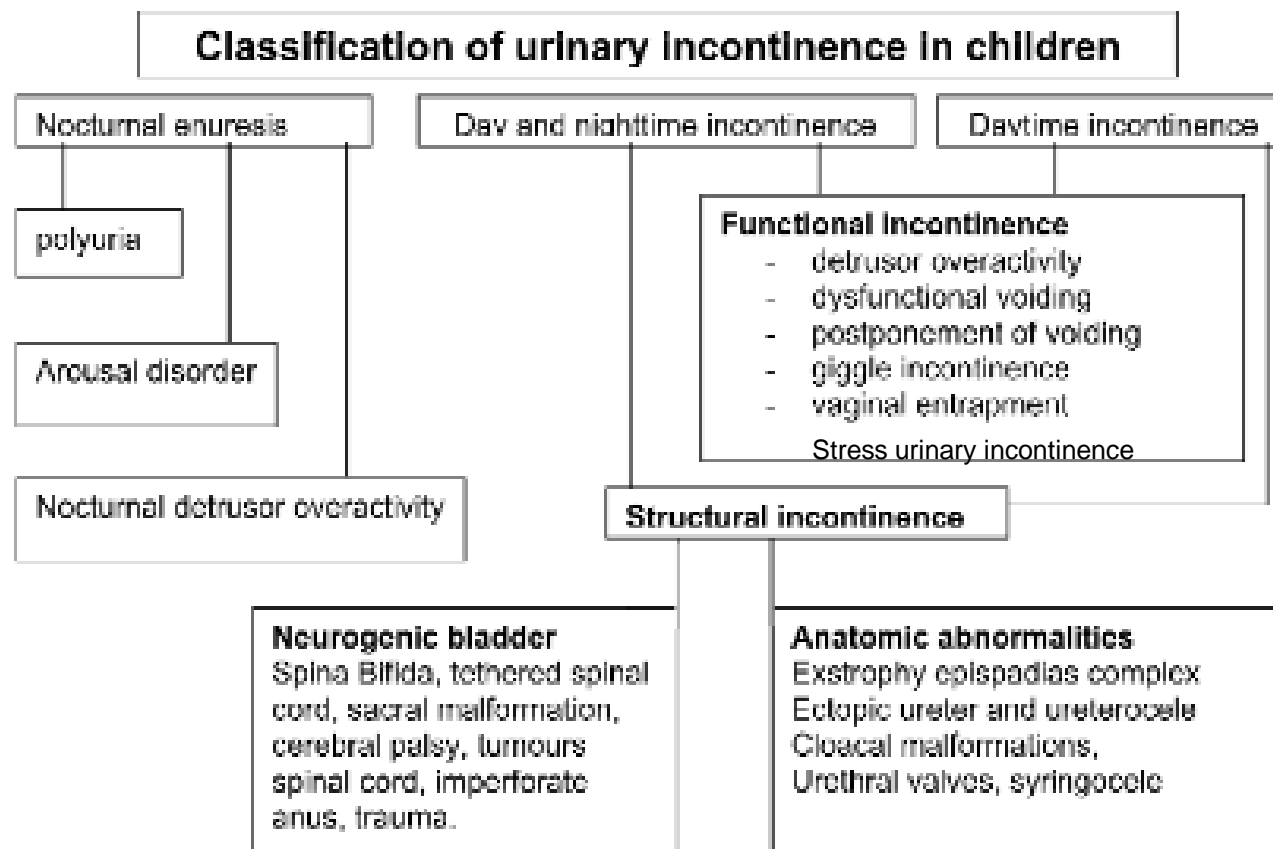 Classification of urinary incontinence in children
Nocturnal enuresis
Day and nighttime incontinence
Daytime incontinence
polyuria
Arousal disorder
Nocturnal detrusor overactivity
Functional incontinence
- detrusor overactivity
- dysfunctional voiding
- postponement of voiding
- giggle incontinence
- vaginal entrapment
Stress urinary incontinence
Structural incontinence
Neurogenic bladder
Spina Bifida, tethered spinal
cord, sacral malformation,
cerebral palsy, tumours
spinal cord, imperforate
anus, trauma.
Anatomic abnormalities
Exstrophy epispadias complex
Ectopic ureter and ureterocele
Cloacal malformations,
Urethral valves, syringocele